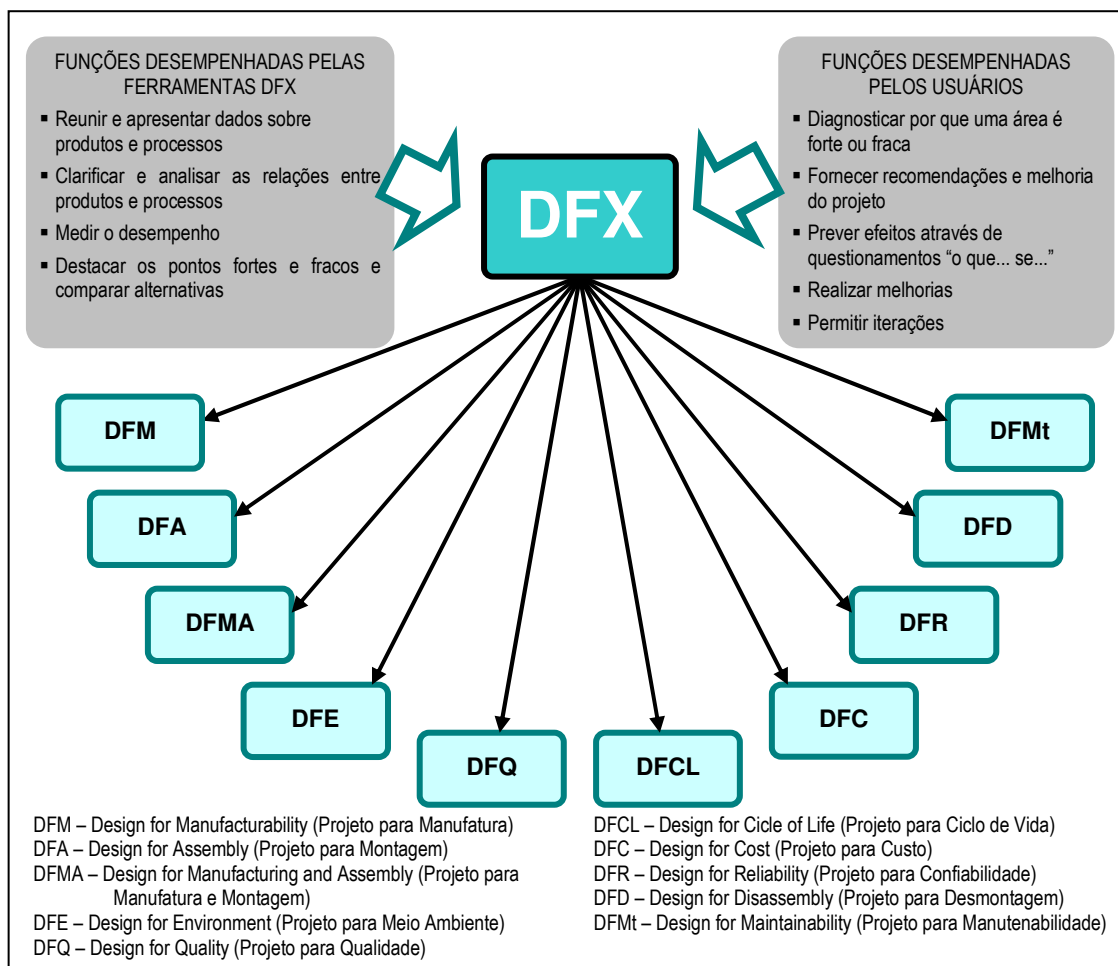 FUNÇÕES DESEMPENHADAS PELAS
FERRAMENTAS DFX
▪ Reunir e apresentar dados sobre
produtos e processos
▪ Clarificar e analisar as relações entre
produtos e processos
▪ Medir o desempenho
▪ Destacar os pontos fortes e fracos e
comparar alternativas
DFX
FUNÇÕES DESEMPENHADAS
PELOS USUÁRIOS
▪ Diagnosticar por que uma área é
forte ou fraca
▪ Fornecer recomendações e melhoria
do projeto
▪ Prever efeitos através de
questionamentos “o que... se...”
▪ Realizar melhorias
▪ Permitir iterações
DFM
DFA
DFMA
DFE
DFQ
DFCL
DFC
DFR
DFD
DFMt
DFM – Design for Manufacturability (Projeto para Manufatura)
DFA – Design for Assembly (Projeto para Montagem)
DFMA – Design for Manufacturing and Assembly (Projeto para
Manufatura e Montagem)
DFE – Design for Environment (Projeto para Meio Ambiente)
DFQ – Design for Quality (Projeto para Qualidade)
DFCL – Design for Cicle of Life (Projeto para Ciclo de Vida)
DFC – Design for Cost (Projeto para Custo)
DFR – Design for Reliability (Projeto para Confiabilidade)
DFD – Design for Disassembly (Projeto para Desmontagem)
DFMt – Design for Maintainability (Projeto para Manutenabilidade)